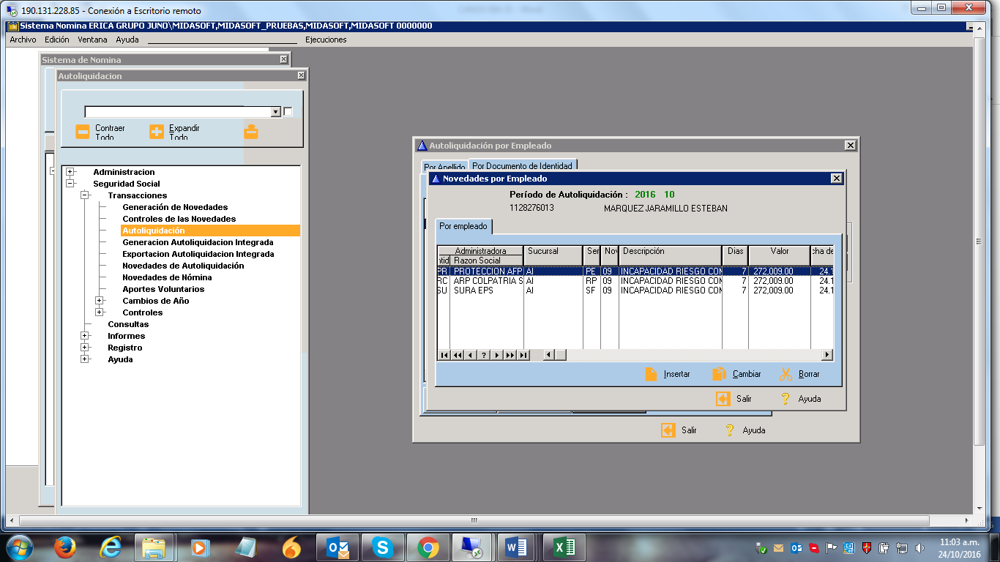 190.131.228.85 - Conexión a Escritorio remoto
Sistema Nomina ERICA GRUPO JUNO\MIDASOFT,MIDASOFT_PRUEBAS,MIDASOFT,MIDASOFT 0000000
Archivo Edición Ventana Ayuda Ejecuciones
Sistema de Nomina
Autoliquidacion
Contraer Todo
Expandir Todo
Administracion
Seguridad Social
Transacciones
Generación de Novedades
Controles de las Novedades
Autoliquidación
Generacion Autoliquidacion Integrada
Exportacion Autoliquidacion Integrada
Novedades de Autoliquidación
Novedades de Nómina
Aportes Voluntarios
Cambios de Año
Controles
Consultas
Informes
Registro
Ayuda
Autoliquidación por Empleado
Por Apellido Por Documento de Identidad
Novedades por Empleado
Período de Autoliquidación : 2016 10
1128276013 MARQUEZ JARAMILLO ESTEBAN
Por empleado
Administradora Sucursal Ser Nov Descripción Dias Valor cha de
ntid Razon Social
PR PROTECCION AFP AI PE 09 INCAPACIDAD RIESGO COM 7 272,009.00 24.1
RC ARP COLPATRIA S AI RP 09 INCAPACIDAD RIESGO COM 7 272,009.00 24.1
SU SURA EPS AI SF 09 INCAPACIDAD RIESGO COM 7 272,009.00 24.1
Insertar Cambiar Borrar
Salir Ayuda
Salir Ayuda
11:03 a.m.
24/10/2016